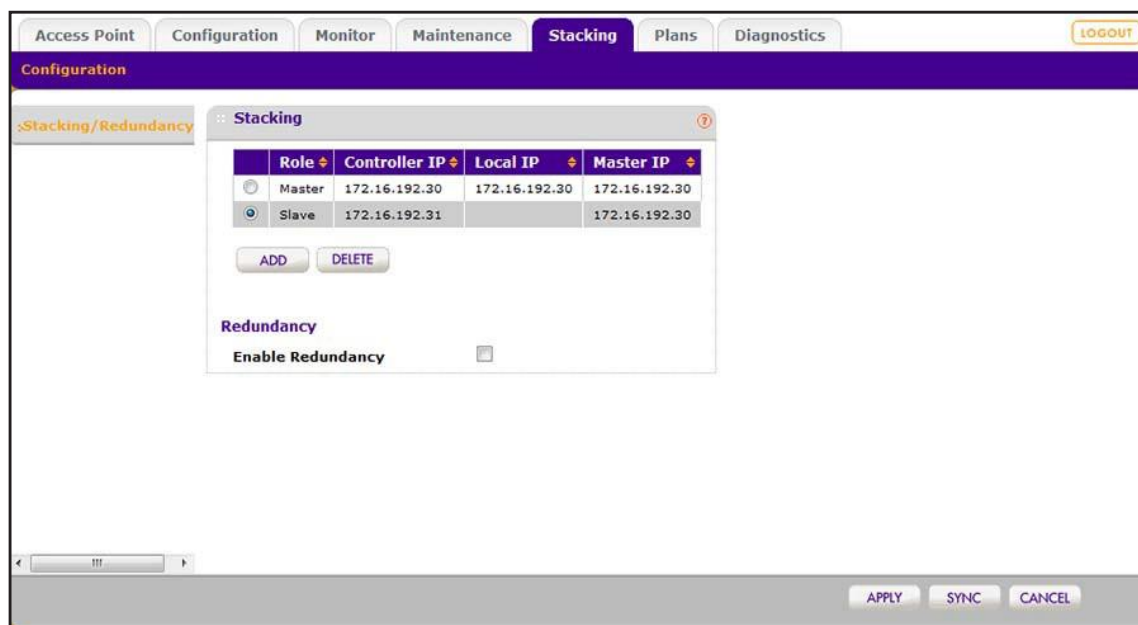 Access Point Configuration Monitor Maintenance Stacking Plans Diagnostics LOGOUT
Configuration
Stacking/Redundancy
Stacking ?
Role Controller IP Local IP Master IP
Master 172.16.192.30 172.16.192.30 172.16.192.30
Slave 172.16.192.31 172.16.192.30
ADD DELETE
Redundancy
Enable Redundancy
APPLY SYNC CANCEL